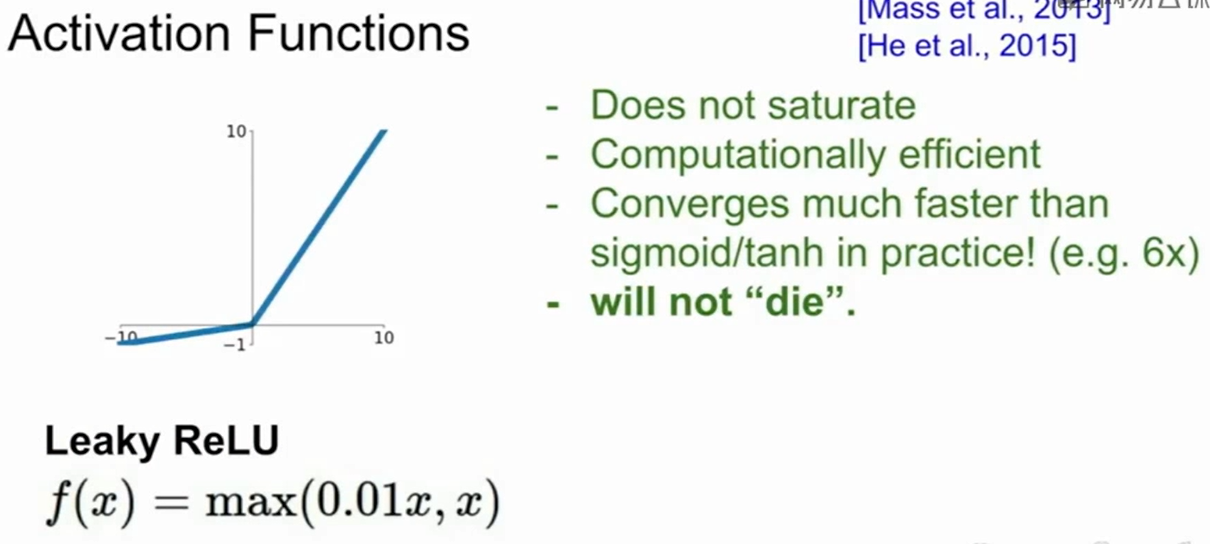 Activation Functions
[Mass et al., 2013]
[He et al., 2015]
- Does not saturate
- Computationally efficient
- Converges much faster than
sigmoid/tanh in practice! (e.g. 6x)
- will not “die”.
10
−10
−1
10
Leaky ReLU
f(x) = max(0.01x, x)